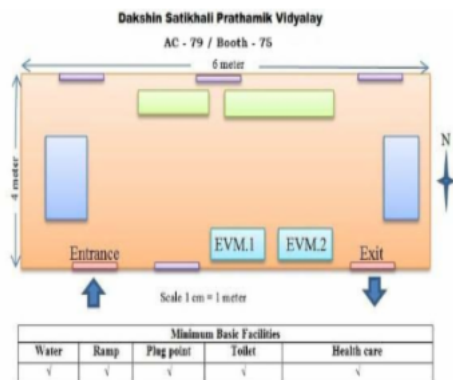 Dakshin Satikhali Prathamik Vidyalay
AC - 79 / Booth - 75
6 meter
4 meter
N
EVM.1 EVM.2
Entrance Exit
Scale 1 cm = 1 meter
Minimum Basic Facilities
Water Ramp Plug point Toilet Health care
√ √ √ √ √